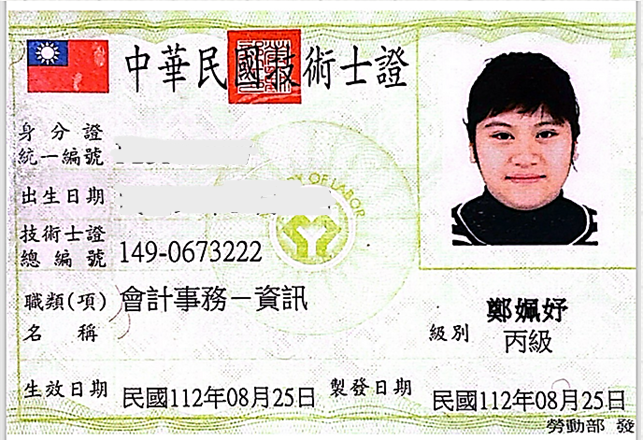 中華民國技術士證
身分證
統一編號
出生日期
OF LABOR
技術士證
總編號 149-0673222
職類(項) 會計事務－資訊
名稱
鄭姵妤
級別 丙級
生效日期 民國112年08月25日 製發日期 民國112年08月25日
勞動部 發